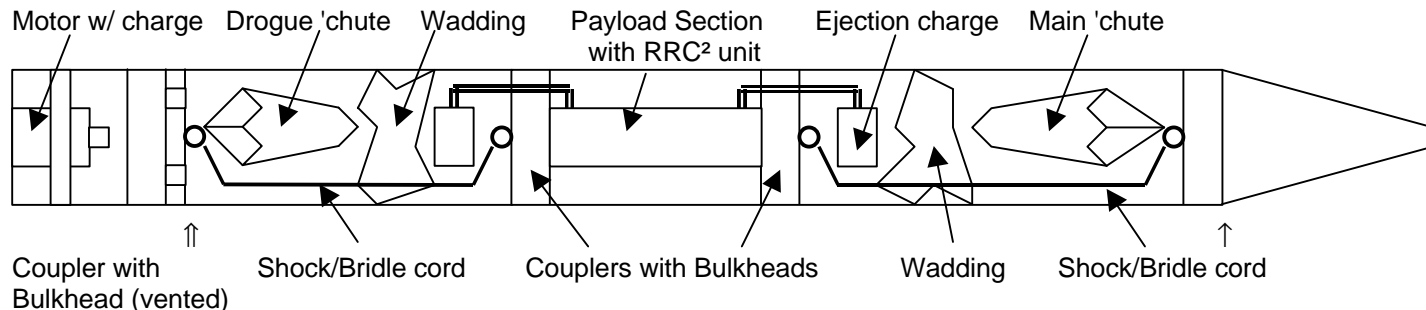 Motor w/ charge
Drogue 'chute
Wadding
Payload Section
with RRC² unit
Ejection charge
Main 'chute
⇑
↑
Coupler with
Bulkhead (vented)
Shock/Bridle cord
Couplers with Bulkheads
Wadding
Shock/Bridle cord